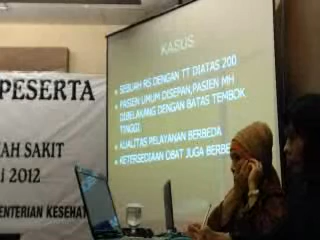 KASUS
SEBUAH RS DENGAN TT DIATAS 200
PASIEN UMUM DISEPAN,PASIEN MH
DIBELAKANG DENGAN BATAS TEMBOK
TINGGI
KUALITAS PELAYANAN BERBEDA
KETERSEDIAAN OBAT JUGA BERBE
PESERTA
AH SAKIT
I 2012
ENTERIAN KESEHAT